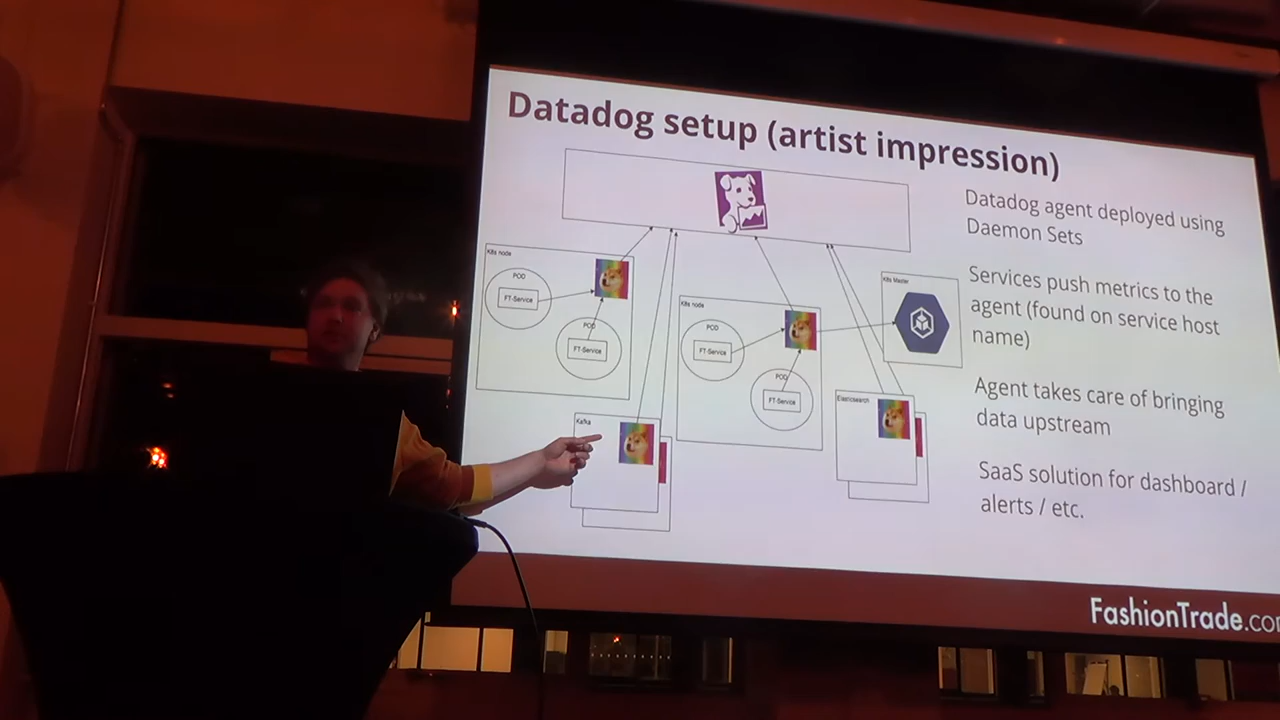 Datadog setup (artist impression)
K8s node
POD
FT-Service
POD
FT-Service
K8s node
POD
FT-Service
POD
FT-Service
K8s Master
Kafka
Elasticsearch
Datadog agent deployed using
Daemon Sets
Services push metrics to the
agent (found on service host
name)
Agent takes care of bringing
data upstream
SaaS solution for dashboard /
alerts / etc.
FashionTrade.co